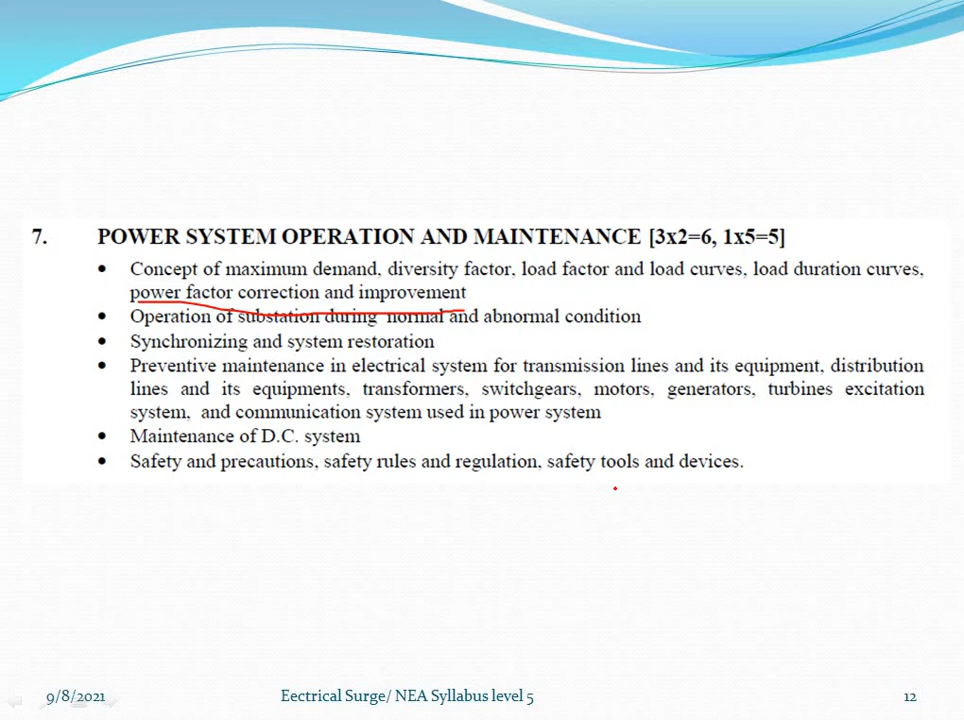 7. POWER SYSTEM OPERATION AND MAINTENANCE [3x2=6, 1x5=5]
• Concept of maximum demand, diversity factor, load factor and load curves, load duration curves,
power factor correction and improvement
• Operation of substation during normal and abnormal condition
• Synchronizing and system restoration
• Preventive maintenance in electrical system for transmission lines and its equipment, distribution
lines and its equipments, transformers, switchgears, motors, generators, turbines excitation
system, and communication system used in power system
• Maintenance of D.C. system
• Safety and precautions, safety rules and regulation, safety tools and devices.
9/8/2021 Eectrical Surge/ NEA Syllabus level 5 12